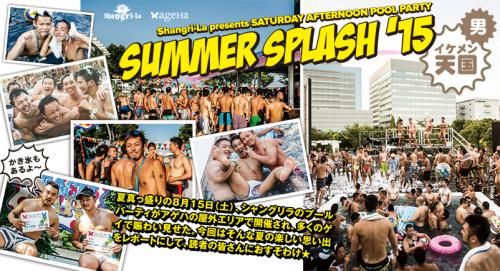 Shangri-La
ageHa
Shangri-La presents SATURDAY AFTERNOON POOL PARTY
SUMMER SPLASH '15
男
イケメン
天国
かき氷も
あるよ〜
夏真っ盛りの8月15日(土)、シャングリラのプール
パーティがアゲハの屋外エリアで開催され、多くのゲ
イで賑わい見せた。今回はそんな夏の楽しい思い出
をレポートにして、読者の皆さんにおすそわけ★